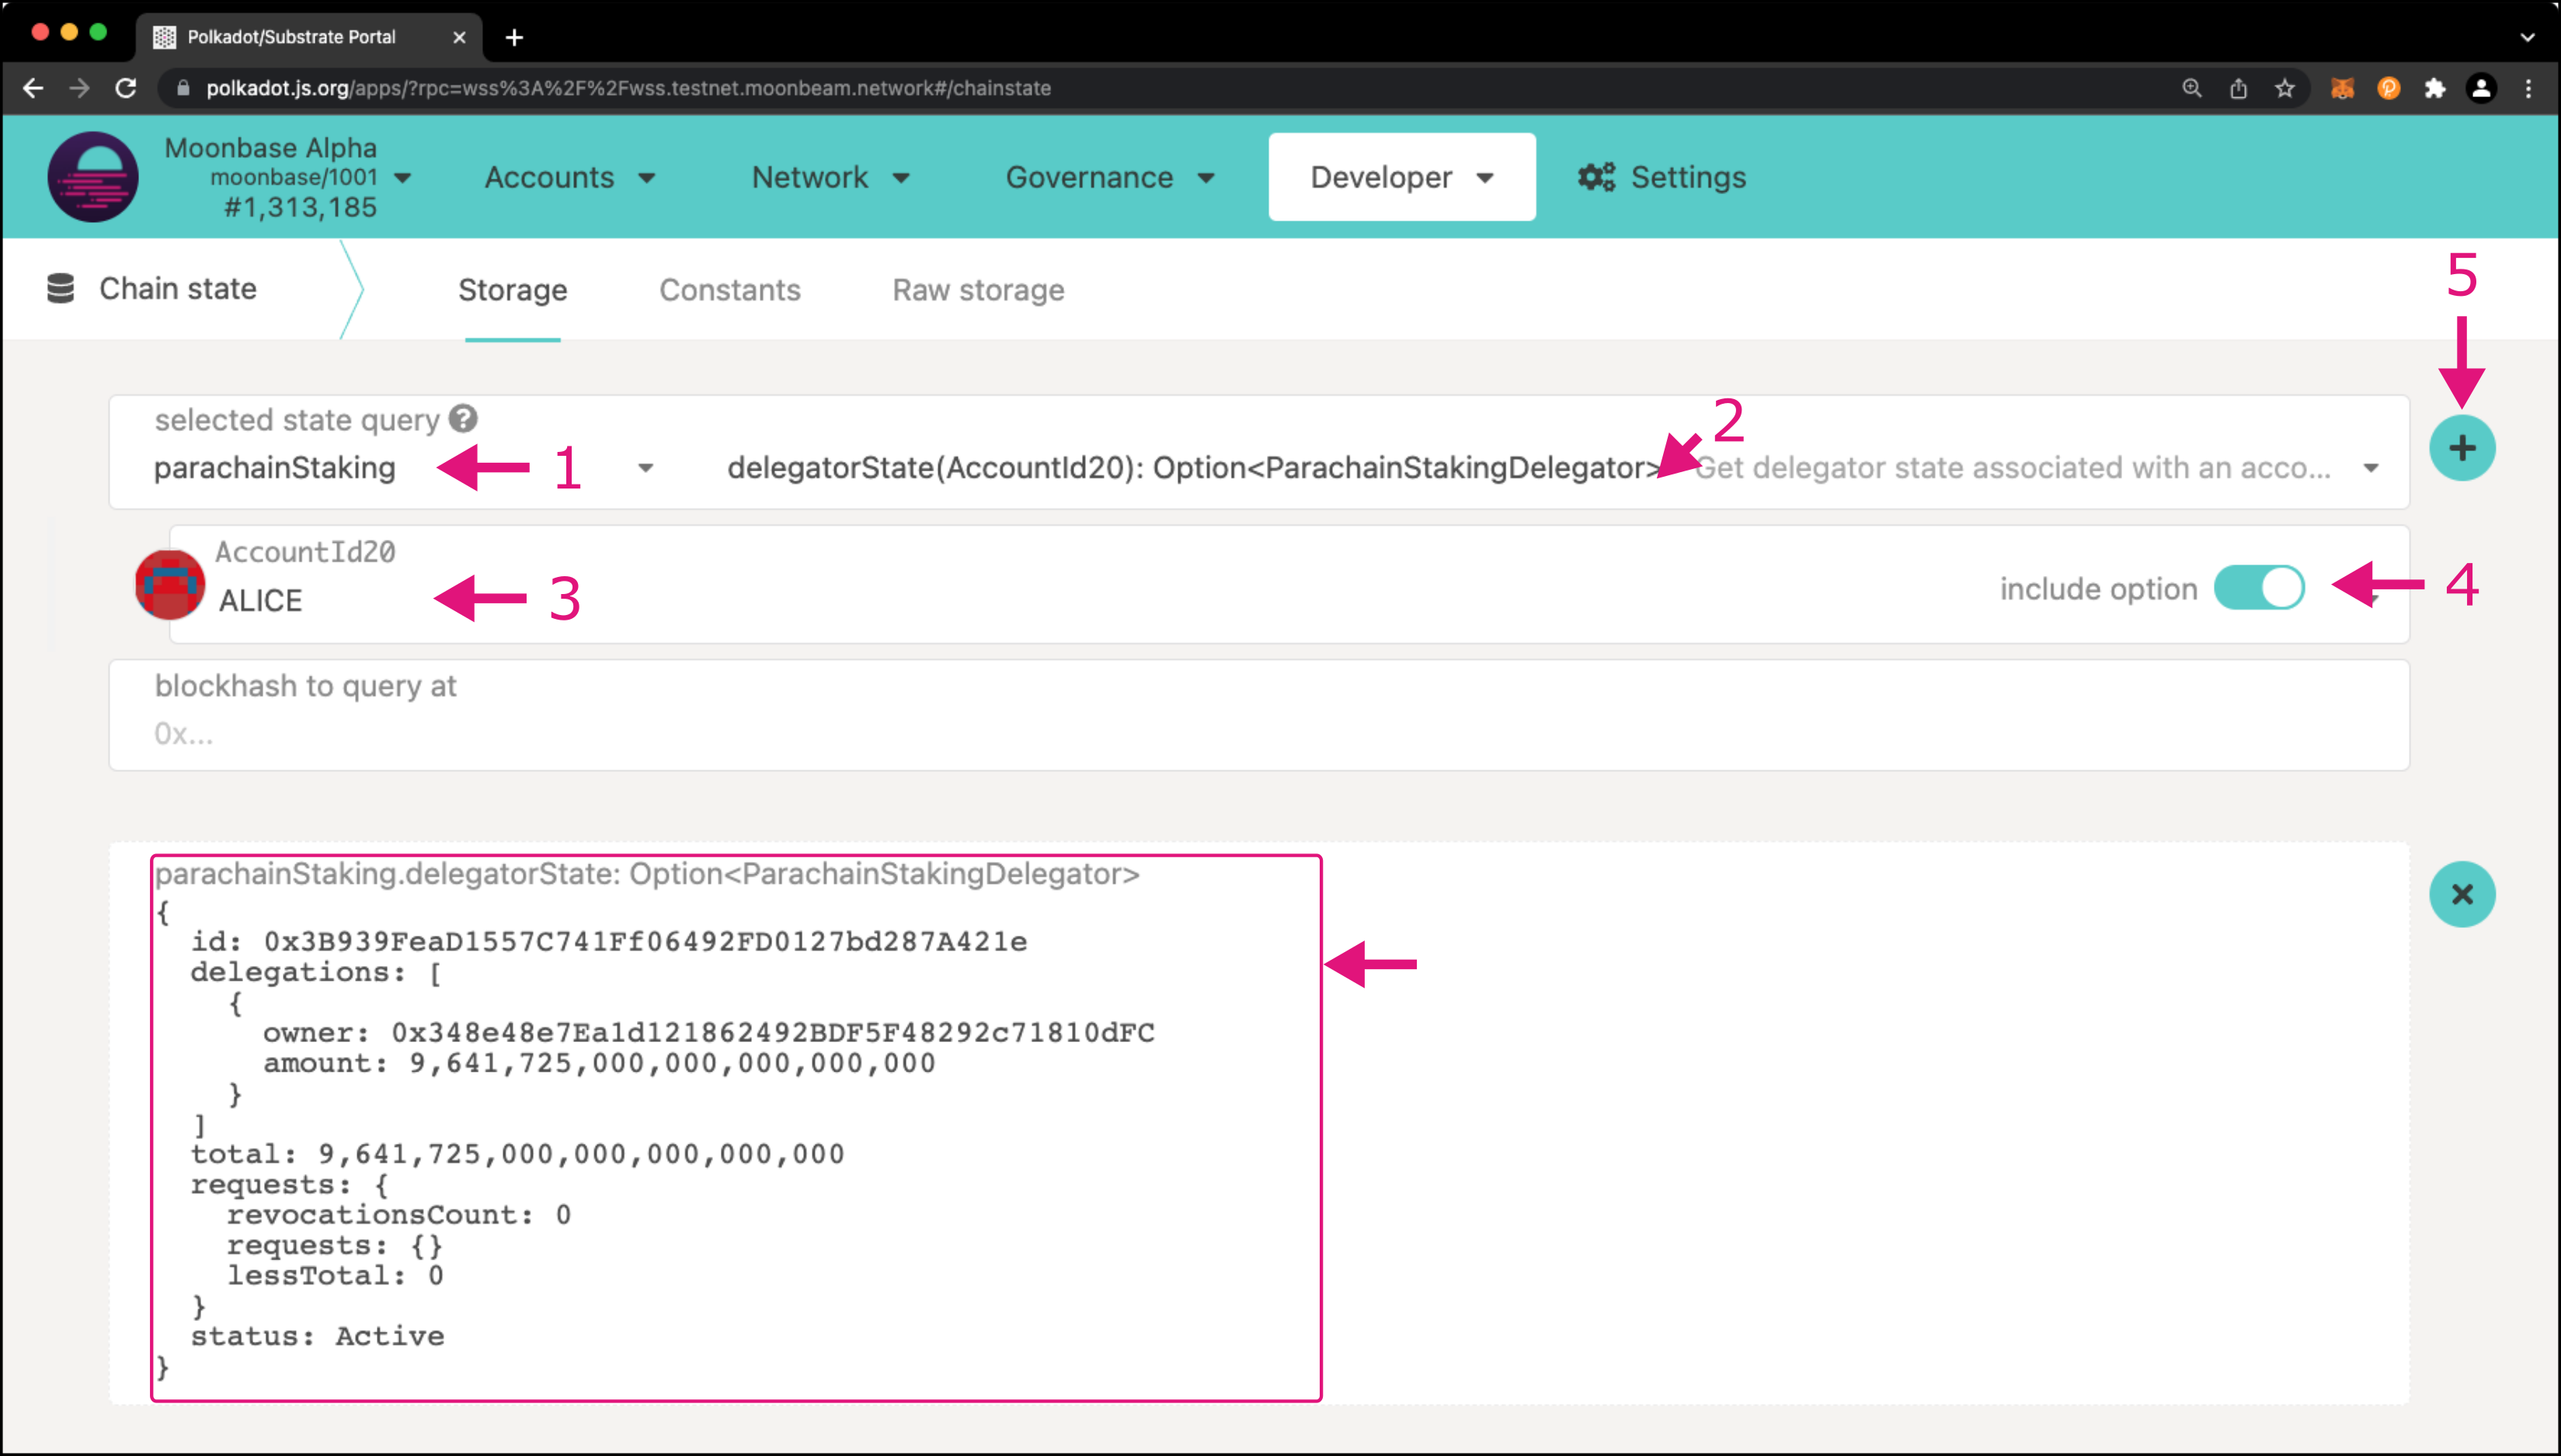 Polkadot/Substrate Portal
polkadot.js.org/apps/?rpc=wss%3A%2F%2Fwss.testnet.moonbeam.network#/chainstate
Moonbase Alpha
moonbase/1001
#1,313,185
Accounts
Network
Governance
Developer
Settings
Chain state
Storage
Constants
Raw storage
5
selected state query ?
2
parachainStaking
1
delegatorState(AccountId20): Option<ParachainStakingDelegator>
Get delegator state associated with an acco...
AccountId20
ALICE
3
include option
4
blockhash to query at
0x...
parachainStaking.delegatorState: Option<ParachainStakingDelegator>
{
id: 0x3B939FeaD1557C741Ff06492FD0127bd287A421e
delegations: [
{
owner: 0x348e48e7Ea1d121862492BDF5F48292c71810dFC
amount: 9,641,725,000,000,000,000,000
}
]
total: 9,641,725,000,000,000,000,000
requests: {
revocationsCount: 0
requests: {}
lessTotal: 0
}
status: Active
}